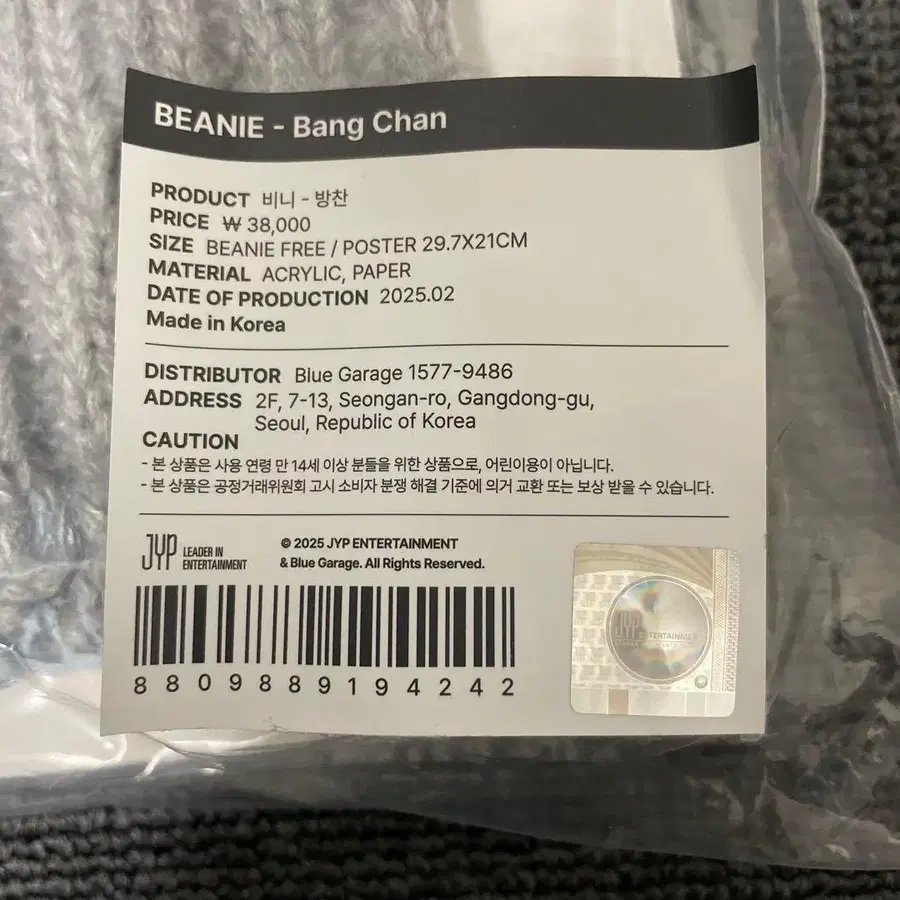 BEANIE - Bang Chan
PRODUCT 비니 - 방찬
PRICE ₩ 38,000
SIZE BEANIE FREE / POSTER 29.7X21CM
MATERIAL ACRYLIC, PAPER
DATE OF PRODUCTION 2025.02
Made in Korea
DISTRIBUTOR Blue Garage 1577-9486
ADDRESS 2F, 7-13, Seongan-ro, Gangdong-gu,
Seoul, Republic of Korea
CAUTION
- 본 상품은 사용 연령 만 14세 이상 분들을 위한 상품으로, 어린이용이 아닙니다.
- 본 상품은 공정거래위원회 고시 소비자 분쟁 해결 기준에 의거 교환 또는 보상 받을 수 있습니다.
JYP LEADER IN
ENTERTAINMENT
© 2025 JYP ENTERTAINMENT
& Blue Garage. All Rights Reserved.
8809889194242
JYP